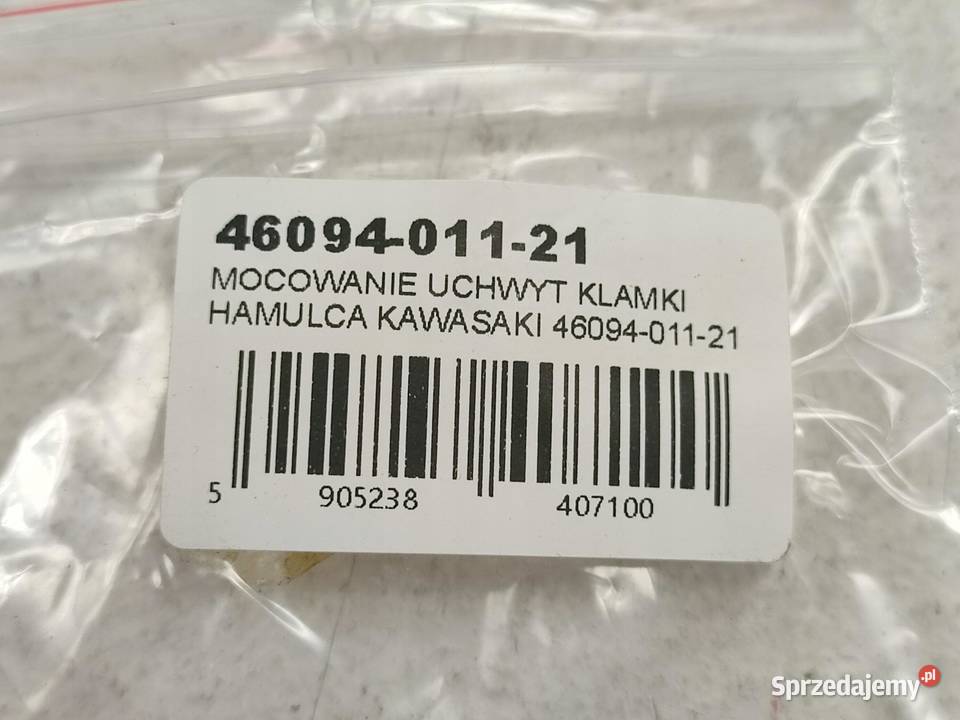 46094-011-21
MOCOWANIE UCHWYT KLAMKI
HAMULCA KAWASAKI 46094-011-21
5 905238 407100
Sprzedajemy.pl